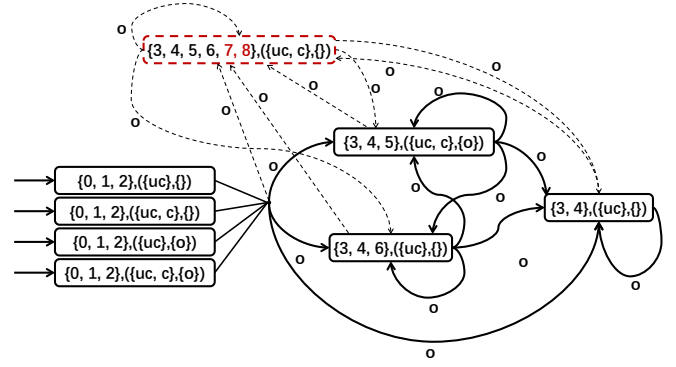 o
{3, 4, 5, 6, 7, 8},({uc, c},{})
o
o
o
o
o
o
o
o
o
{3, 4, 5},({uc, c},{o})
o
o
{0, 1, 2},({uc},{})
o
o
{0, 1, 2},({uc, c},{})
{3, 4},({uc},{})
{0, 1, 2},({uc},{o})
{3, 4, 6},({uc},{})
o
o
{0, 1, 2},({uc, c},{o})
o
o
o